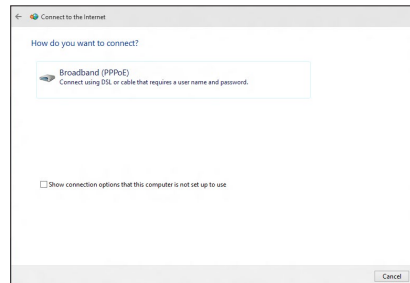 Connect to the Internet
How do you want to connect?
Broadband (PPPoE)
Connect using DSL or cable that requires a user name and password.
Show connection options that this computer is not set up to use
Cancel